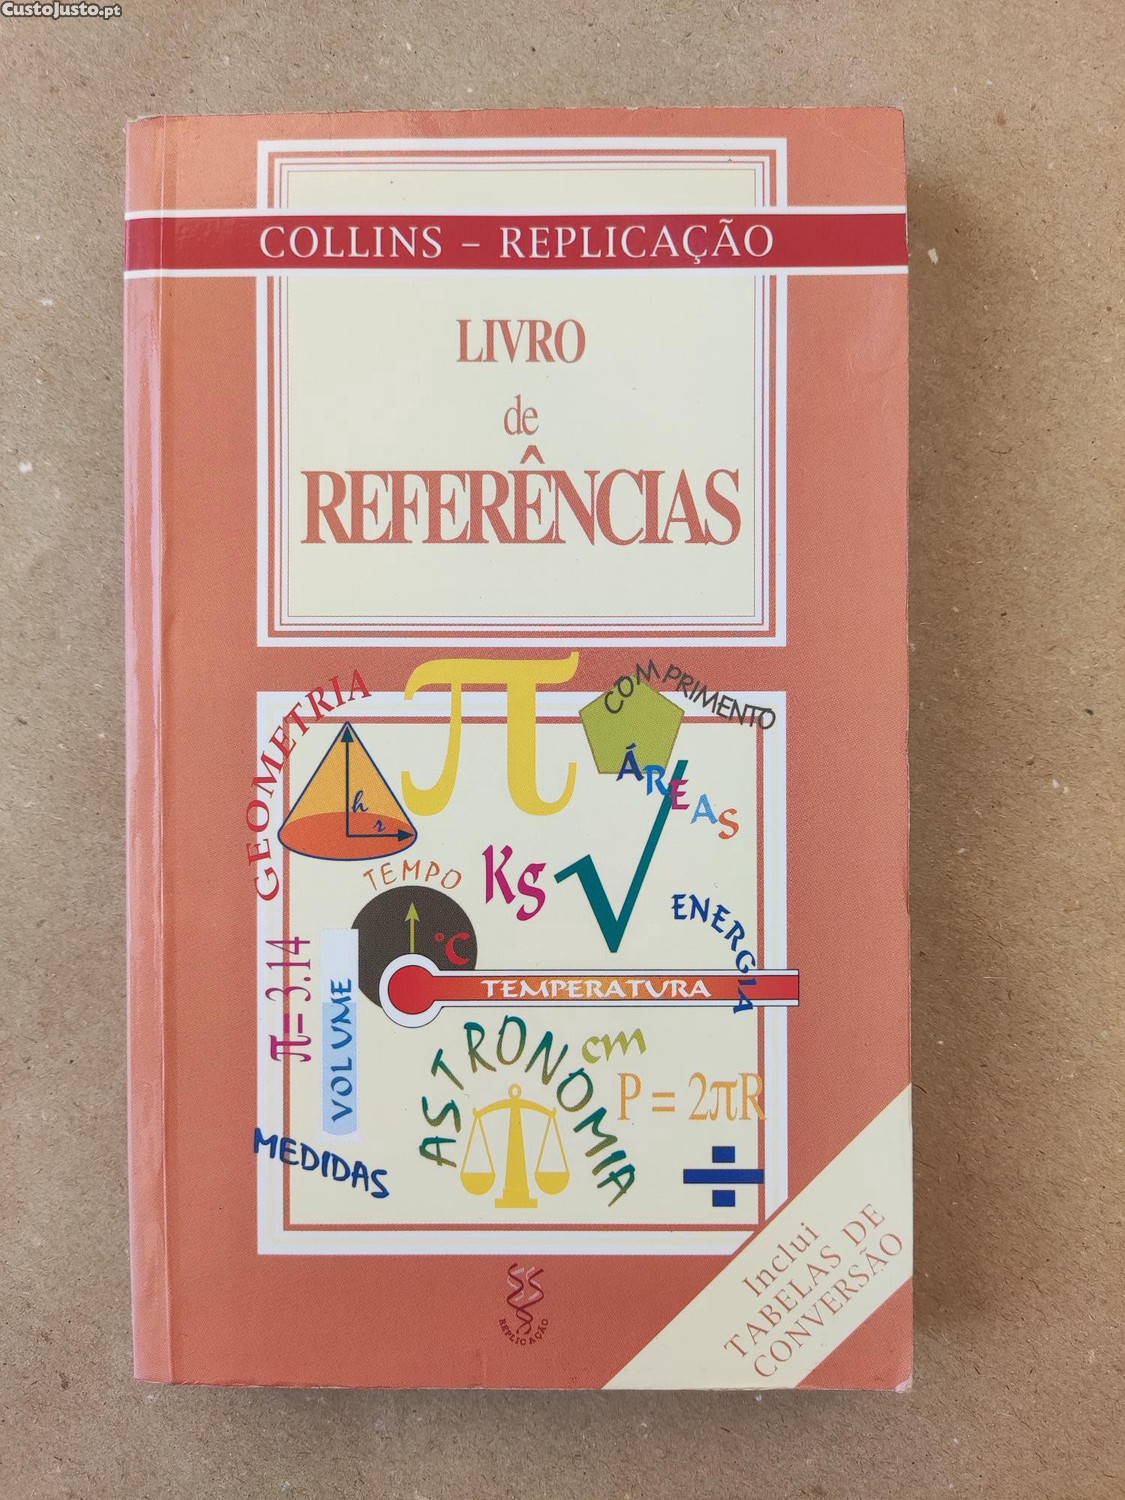 CustoJusto.pt
COLLINS – REPLICAÇÃO
LIVRO
de
REFERÊNCIAS
GEOMETRIA
π
COMPRIMENTO
ÁREAS
h
r
TEMPO
Ks
√
ENERGIA
°C
π= 3.14
VOLUME
TEMPERATURA
ASTRONOMIA
cm
P = 2πR
MEDIDAS
÷
Inclui
TABELAS DE
CONVERSÃO
REPLICAÇÃO